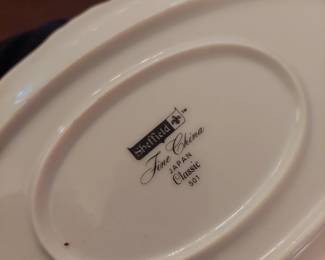 Sheffield
Fine China
JAPAN
Classic
501